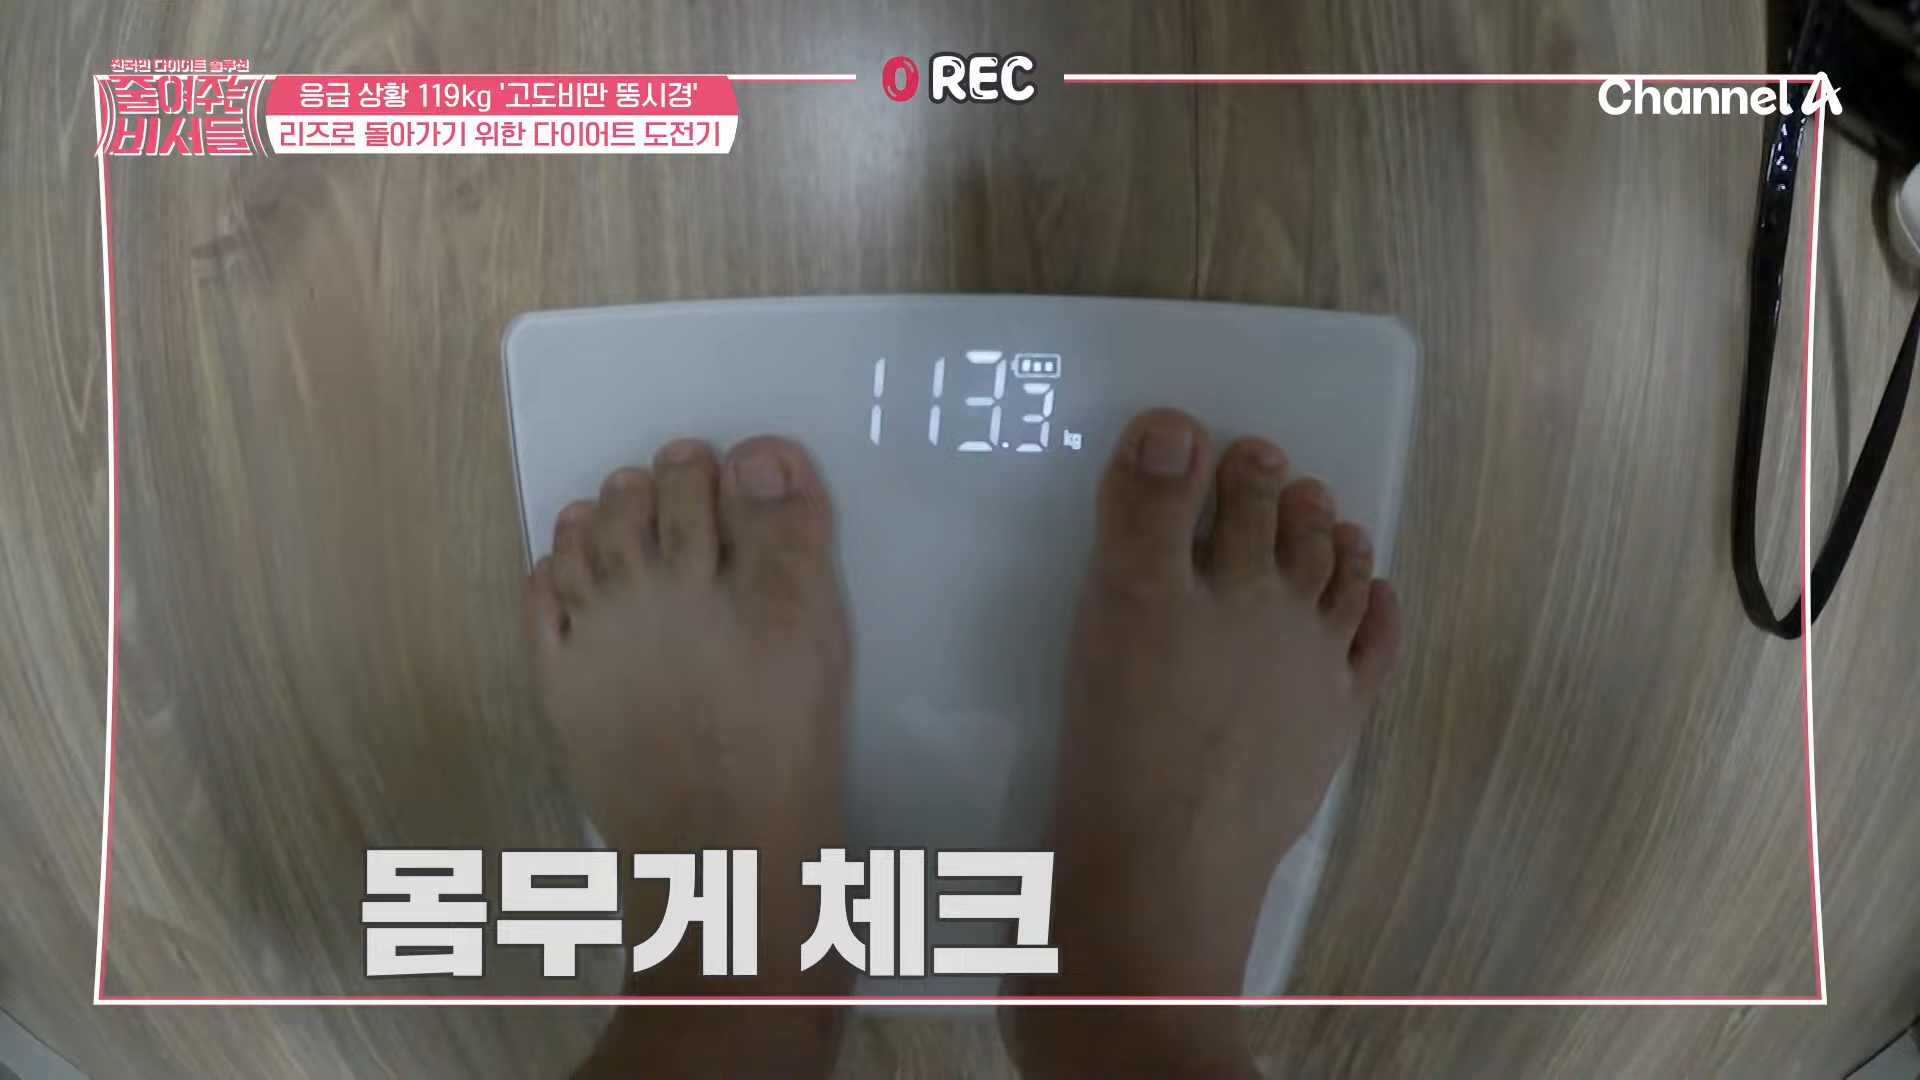 전국민 다이어트 솔루션
줄여주는
비서들
응급 상황 119kg '고도비만 뚱시경'
리즈로 돌아가기 위한 다이어트 도전기
REC
Channel A
113.3 kg
몸무게 체크